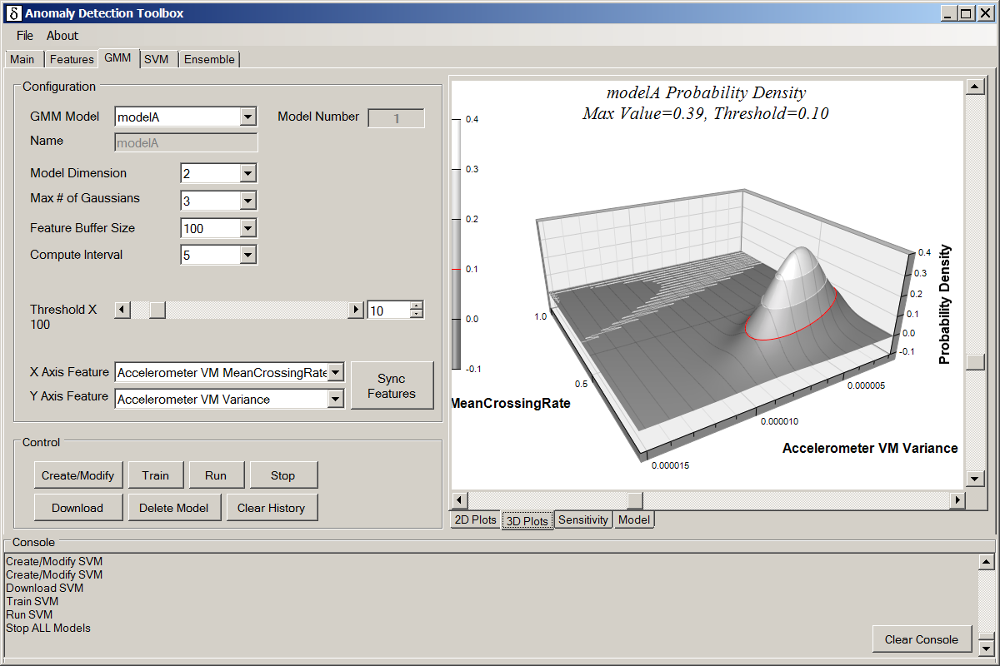 δ Anomaly Detection Toolbox
File About
Main Features GMM SVM Ensemble
Configuration
GMM Model modelA Model Number 1
Name modelA
Model Dimension 2
Max # of Gaussians 3
Feature Buffer Size 100
Compute Interval 5
Threshold X 10
100
X Axis Feature Accelerometer VM MeanCrossingRate
Y Axis Feature Accelerometer VM Variance
Sync
Features
Control
Create/Modify Train Run Stop
Download Delete Model Clear History
modelA Probability Density
Max Value=0.39, Threshold=0.10
0.4
0.3
0.2
0.1
0.0
-0.1
0.4
0.3
0.2
0.1
0.0
-0.1
Probability Density
1.0
0.5
MeanCrossingRate
0.000005
0.000010
0.000015
Accelerometer VM Variance
2D Plots 3D Plots Sensitivity Model
Console
Create/Modify SVM
Create/Modify SVM
Download SVM
Train SVM
Run SVM
Stop ALL Models
Clear Console